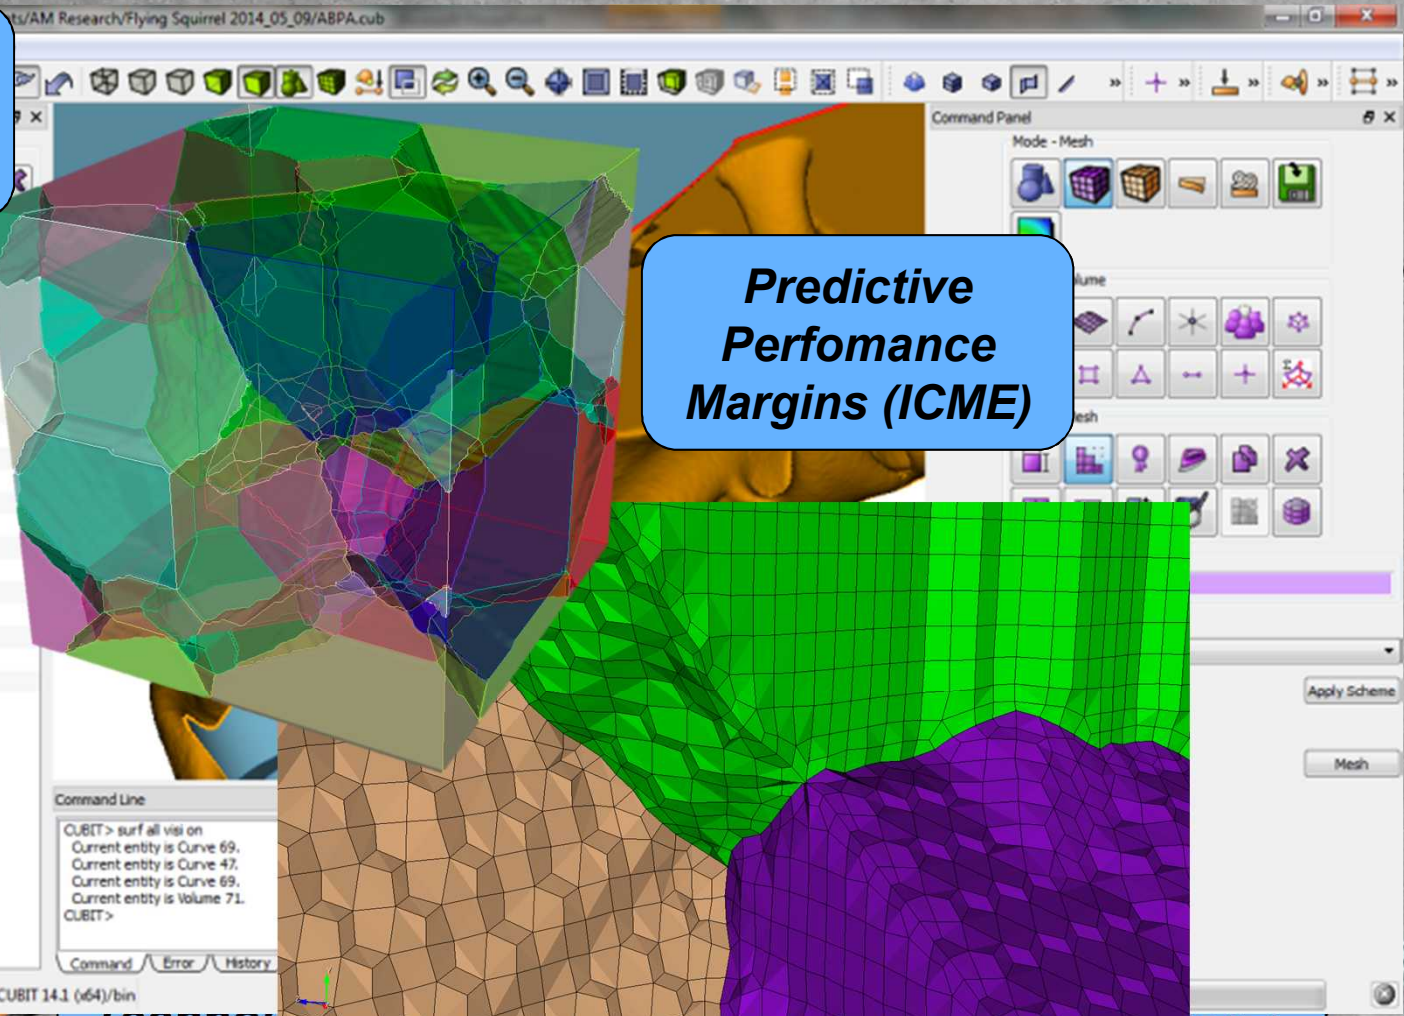 ts/AM Research/Flying Squirrel 2014_05_09/ABPA.cub
Command Panel
Mode - Mesh
Predictive
Perfomance
Margins (ICME)
Apply Scheme
Mesh
Command Line
CUBIT> surf all visi on
Current entity is Curve 69.
Current entity is Curve 47.
Current entity is Curve 69.
Current entity is Volume 71.
CUBIT>
Command
Error
History
CUBIT 14.1 (x64)/bin